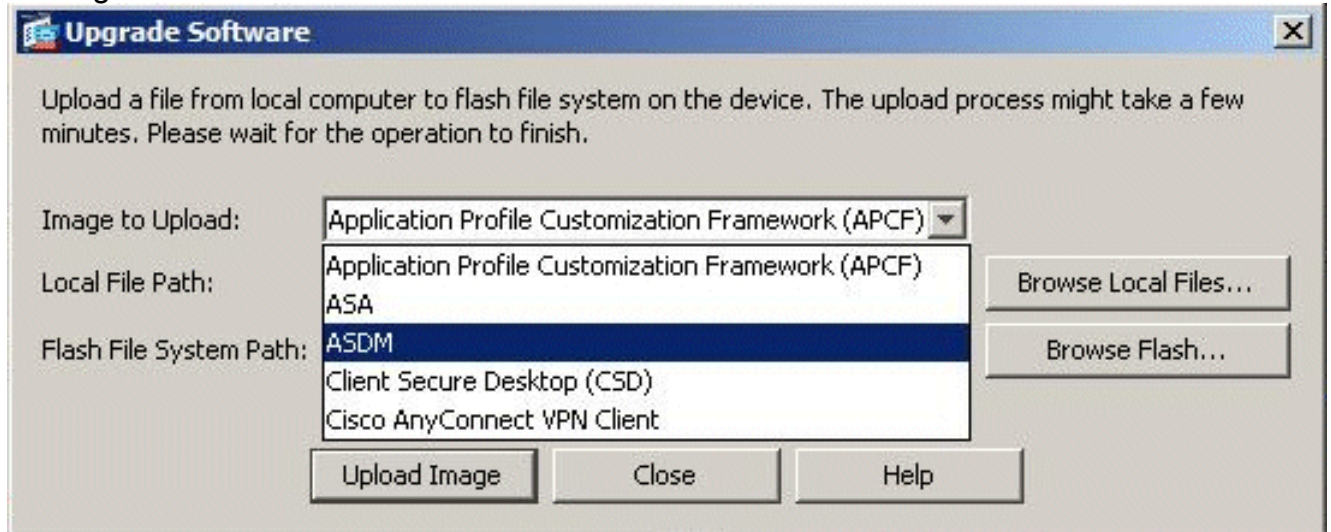 Upgrade Software
Upload a file from local computer to flash file system on the device. The upload process might take a few
minutes. Please wait for the operation to finish.
Image to Upload:
Application Profile Customization Framework (APCF)
Application Profile Customization Framework (APCF)
Local File Path:
Browse Local Files...
ASA
Flash File System Path:
ASDM
Browse Flash...
Client Secure Desktop (CSD)
Cisco AnyConnect VPN Client
Upload Image
Close
Help